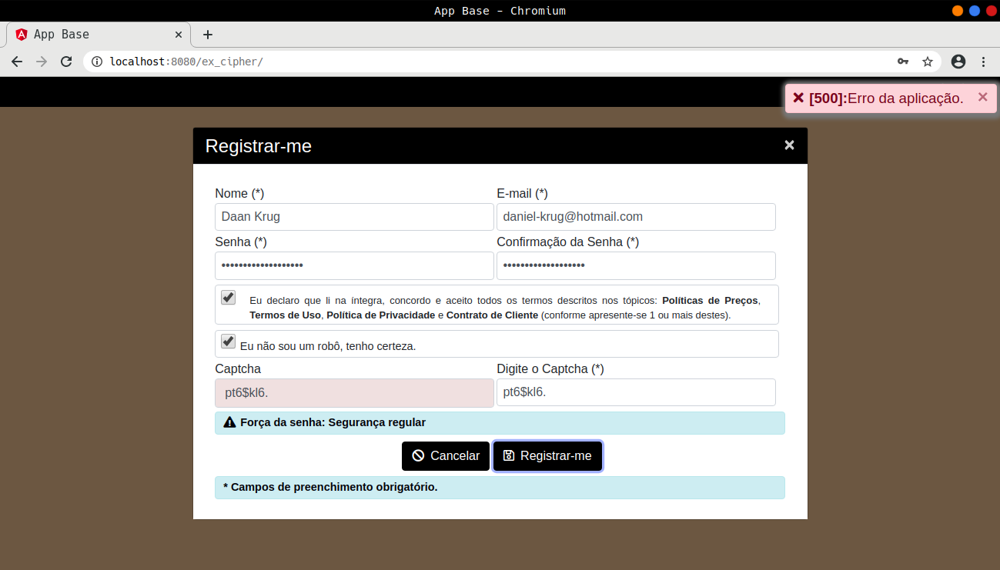 App Base – Chromium
App Base
localhost:8080/ex_cipher/
[500]:Erro da aplicação.
Registrar-me
Nome (*) E-mail (*)
Daan Krug daniel-krug@hotmail.com
Senha (*) Confirmação da Senha (*)
••••••••••••••••••• •••••••••••••••••••
Eu declaro que li na íntegra, concordo e aceito todos os termos descritos nos tópicos: Políticas de Preços,
Termos de Uso, Política de Privacidade e Contrato de Cliente (conforme apresente-se 1 ou mais destes).
Eu não sou um robô, tenho certeza.
Captcha Digite o Captcha (*)
pt6$kl6. pt6$kl6.
Força da senha: Segurança regular
Cancelar Registrar-me
* Campos de preenchimento obrigatório.